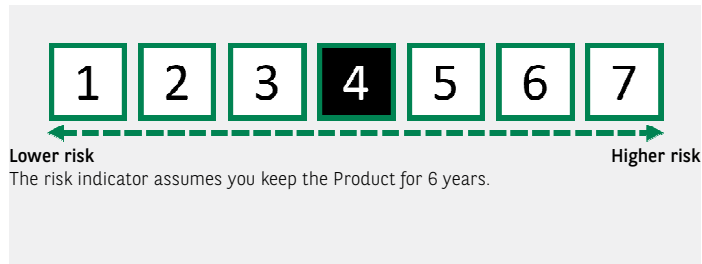 1 2 3 4 5 6 7
Lower risk Higher risk
The risk indicator assumes you keep the Product for 6 years.